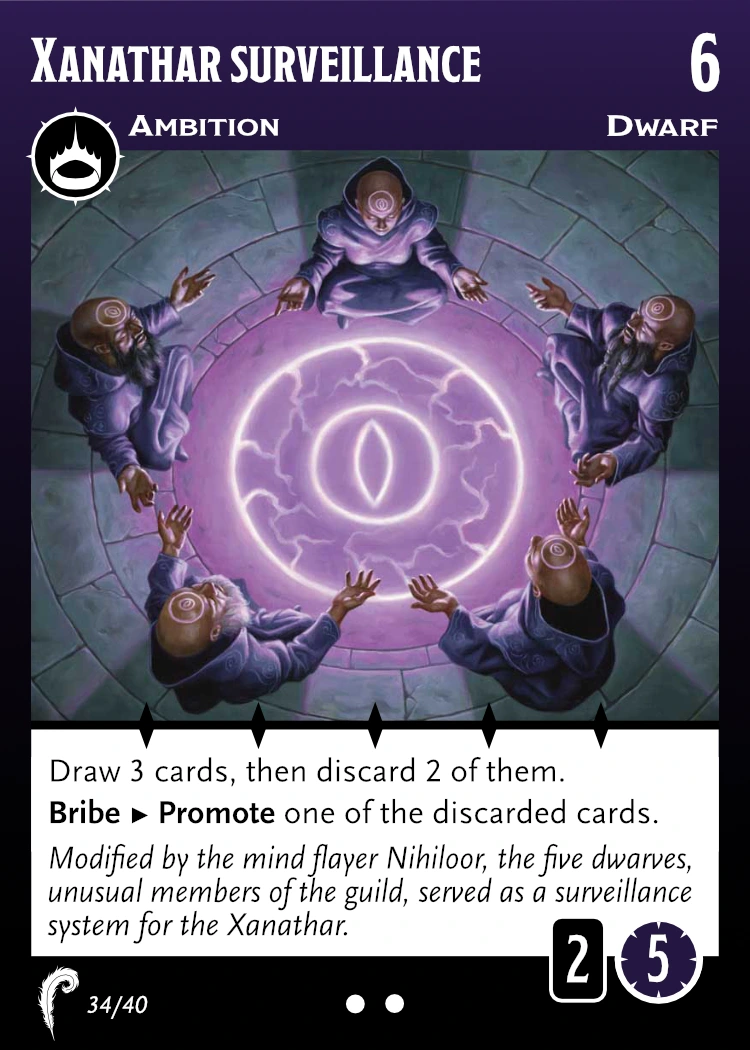 Xanathar surveillance 6
Ambition Dwarf
Draw 3 cards, then discard 2 of them.
Bribe ▸ Promote one of the discarded cards.
Modified by the mind flayer Nihiloor, the five dwarves,
unusual members of the guild, served as a surveillance
system for the Xanathar.
2 5
34/40